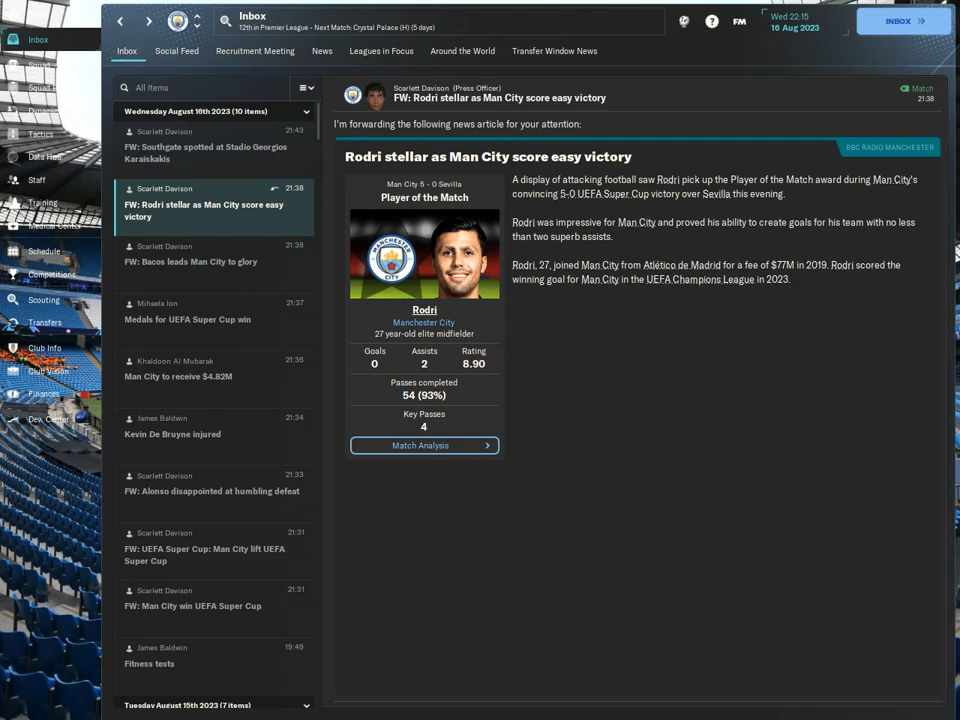 Inbox
12th in Premier League - Next Match: Crystal Palace (H) (5 days)
?
FM
Wed 22:15
16 Aug 2023
INBOX
Inbox
Social Feed
Recruitment Meeting
News
Leagues in Focus
Around the World
Transfer Window News
Inbox
Tactics
Data Hub
Staff
Training
Medical Center
Schedule
Competitions
Scouting
Transfers
Club Info
Club Vision
Finances
Dev. Center
All Items
Wednesday August 16th 2023 (10 items)
Scarlett Davison 21:43
FW: Southgate spotted at Stadio Georgios
Karaiskakis
Scarlett Davison 21:38
FW: Rodri stellar as Man City score easy
victory
Scarlett Davison 21:38
FW: Bacos leads Man City to glory
Mihaela Ion 21:37
Medals for UEFA Super Cup win
Khaldoon Al Mubarak 21:36
Man City to receive $4.82M
James Baldwin 21:34
Kevin De Bruyne injured
Scarlett Davison 21:33
FW: Alonso disappointed at humbling defeat
Scarlett Davison 21:31
FW: UEFA Super Cup: Man City lift UEFA
Super Cup
Scarlett Davison 21:31
FW: Man City win UEFA Super Cup
James Baldwin 19:49
Fitness tests
Tuesday August 15th 2023 (7 items)
Scarlett Davison (Press Officer)
FW: Rodri stellar as Man City score easy victory
Match
21:38
I'm forwarding the following news article for your attention:
BBC RADIO MANCHESTER
Rodri stellar as Man City score easy victory
Man City 5 - 0 Sevilla
Player of the Match
MANCHESTER
CITY
Rodri
Manchester City
27 year-old elite midfielder
Goals Assists Rating
0 2 8.90
Passes completed
54 (93%)
Key Passes
4
Match Analysis
A display of attacking football saw Rodri pick up the Player of the Match award during Man City's
convincing 5-0 UEFA Super Cup victory over Sevilla this evening.
Rodri was impressive for Man City and proved his ability to create goals for his team with no less
than two superb assists.
Rodri, 27, joined Man City from Atlético de Madrid for a fee of $77M in 2019. Rodri scored the
winning goal for Man City in the UEFA Champions League in 2023.